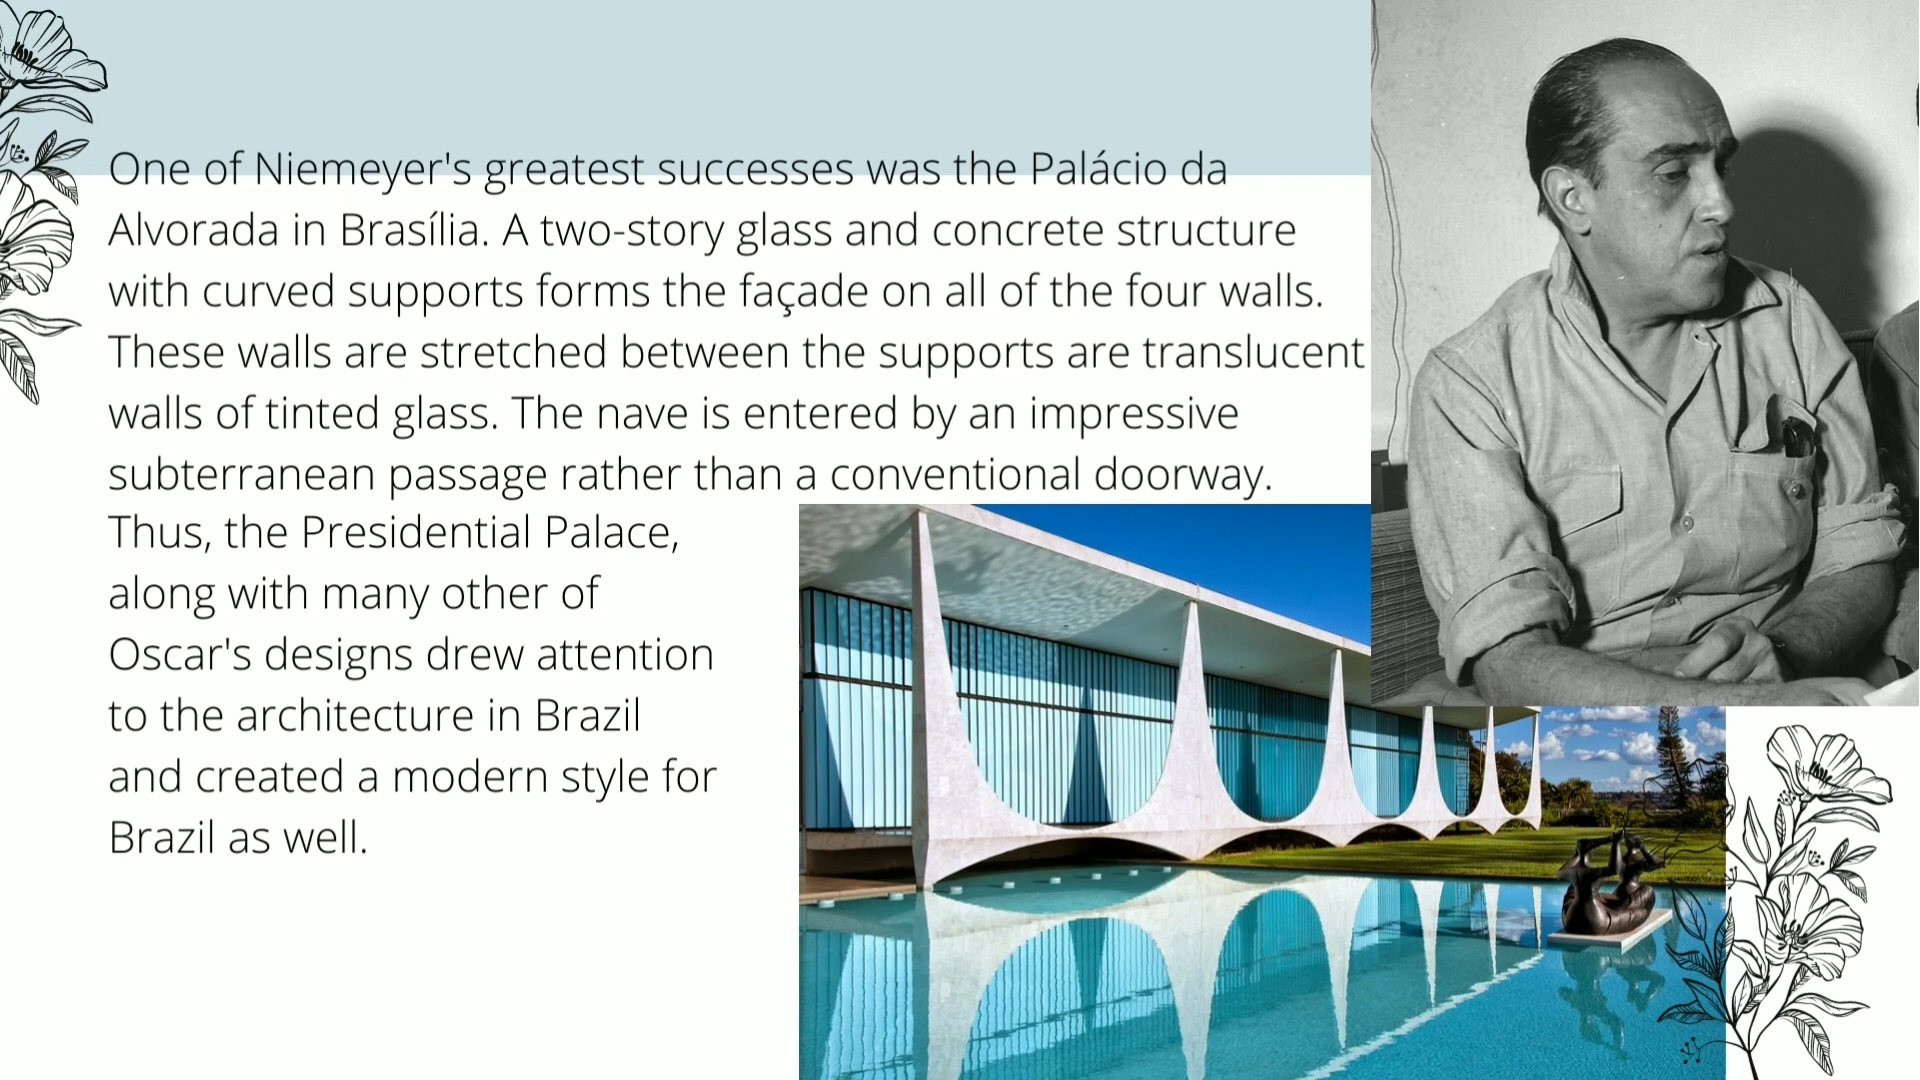 One of Niemeyer's greatest successes was the Palácio da
Alvorada in Brasília. A two-story glass and concrete structure
with curved supports forms the façade on all of the four walls.
These walls are stretched between the supports are translucent
walls of tinted glass. The nave is entered by an impressive
subterranean passage rather than a conventional doorway.
Thus, the Presidential Palace,
along with many other of
Oscar's designs drew attention
to the architecture in Brazil
and created a modern style for
Brazil as well.